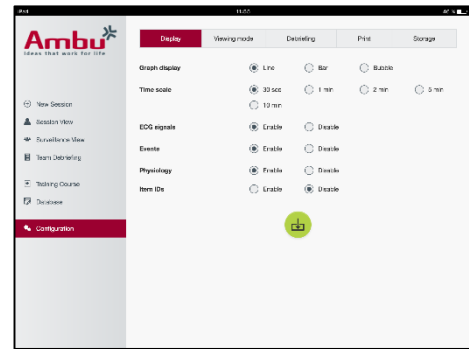 iPad
Ambu
Ideas that work for life
Display Viewing mode Debriefing Print Storage
Graph display Line Bar Bubble
Time scale 30 sec 1 min 2 min 5 min
10 min
New Session
Session View
Surveillance View
Team Debriefing
ECG signals Enable Disable
Events Enable Disable
Physiology Enable Disable
Training Course
Item IDs Enable Disable
Database
Configuration